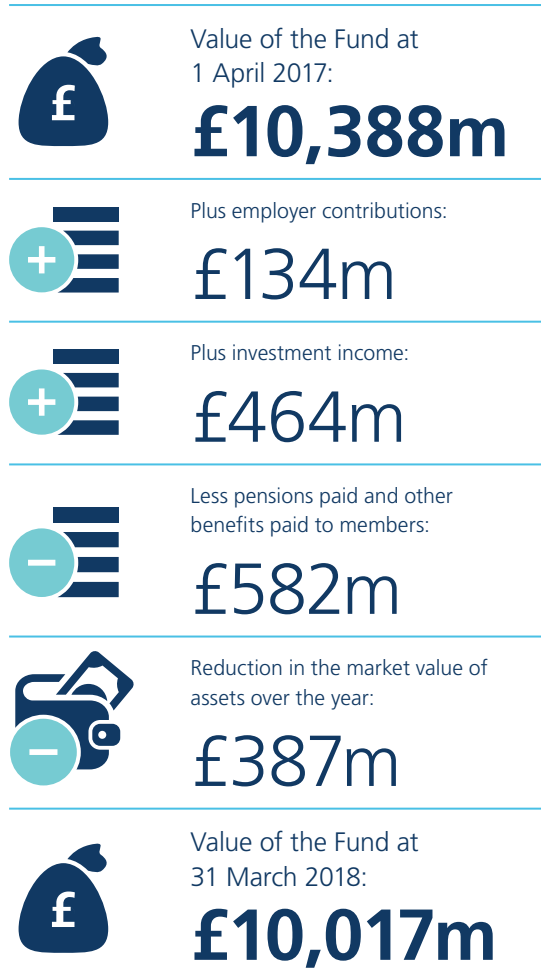 Value of the Fund at
1 April 2017:
£
£10,388m
Plus employer contributions:
+
£134m
Plus investment income:
+
£464m
Less pensions paid and other
benefits paid to members:
−
£582m
Reduction in the market value of
assets over the year:
−
£387m
Value of the Fund at
31 March 2018:
£
£10,017m